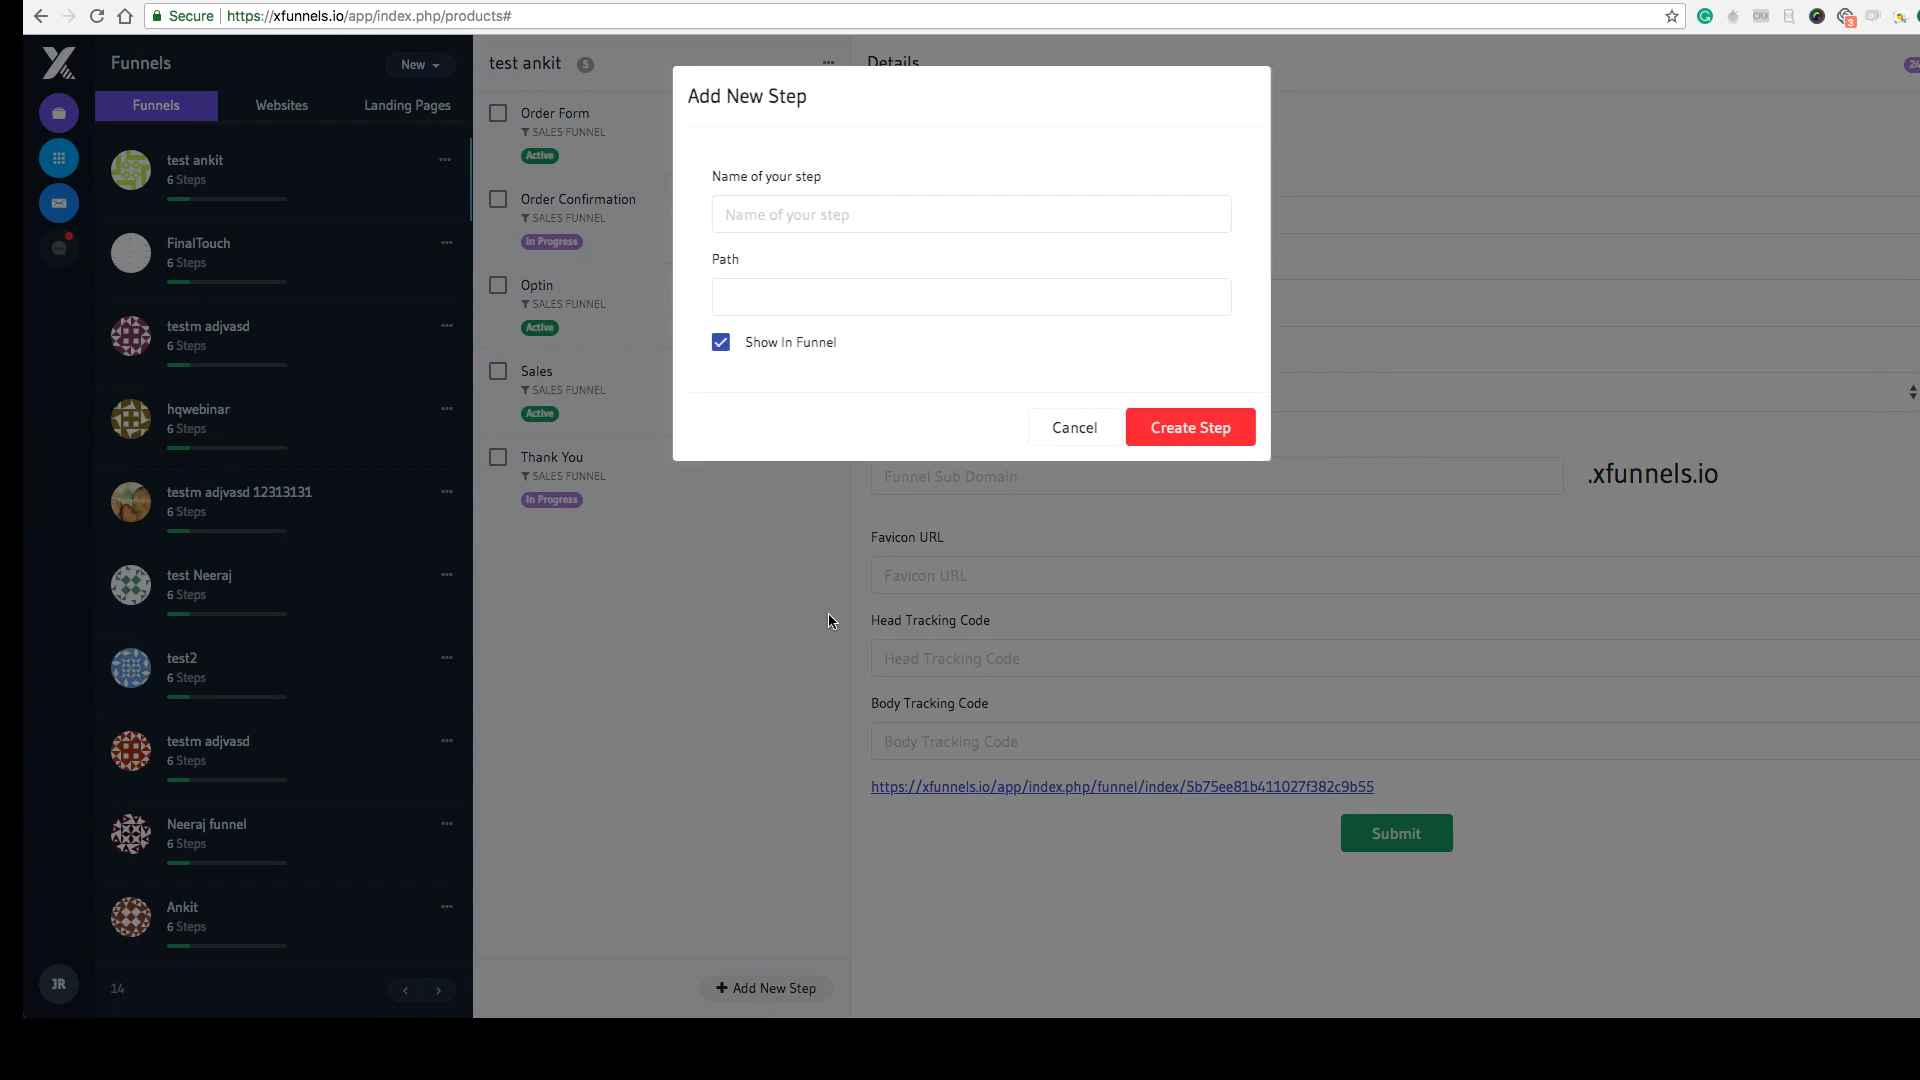 Secure
https://xfunnels.io/app/index.php/products#
CRX
3
Funnels
New
Funnels
Websites
Landing Pages
test ankit
6 Steps
FinalTouch
6 Steps
testm adjvasd
6 Steps
hqwebinar
6 Steps
testm adjvasd 12313131
6 Steps
test Neeraj
6 Steps
test2
6 Steps
testm adjvasd
6 Steps
Neeraj funnel
6 Steps
Ankit
6 Steps
JR
14
test ankit
5
Order Form
SALES FUNNEL
Active
Order Confirmation
SALES FUNNEL
In Progress
Optin
SALES FUNNEL
Active
Sales
SALES FUNNEL
Active
Thank You
SALES FUNNEL
In Progress
+ Add New Step
Details
24
Add New Step
Name of your step
Name of your step
Path
Show In Funnel
Cancel
Create Step
Funnel Sub Domain
.xfunnels.io
Favicon URL
Favicon URL
Head Tracking Code
Head Tracking Code
Body Tracking Code
Body Tracking Code
https://xfunnels.io/app/index.php/funnel/index/5b75ee81b411027f382c9b55
Submit